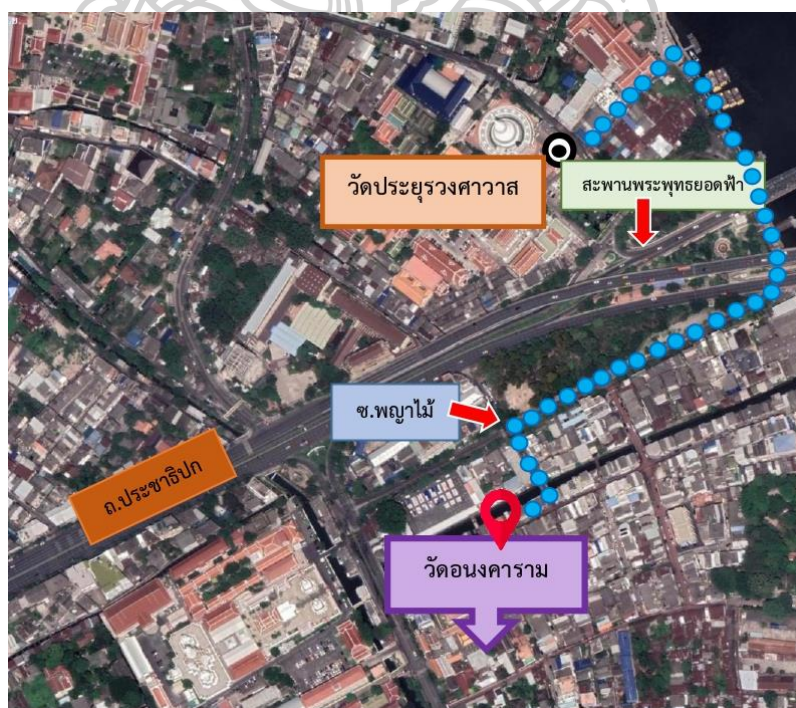 วัดประยุรวงศาวาส
สะพานพระพุทธยอดฟ้า
ซ.พญาไม้
ถ.ประชาธิปก
วัดอนงคาราม